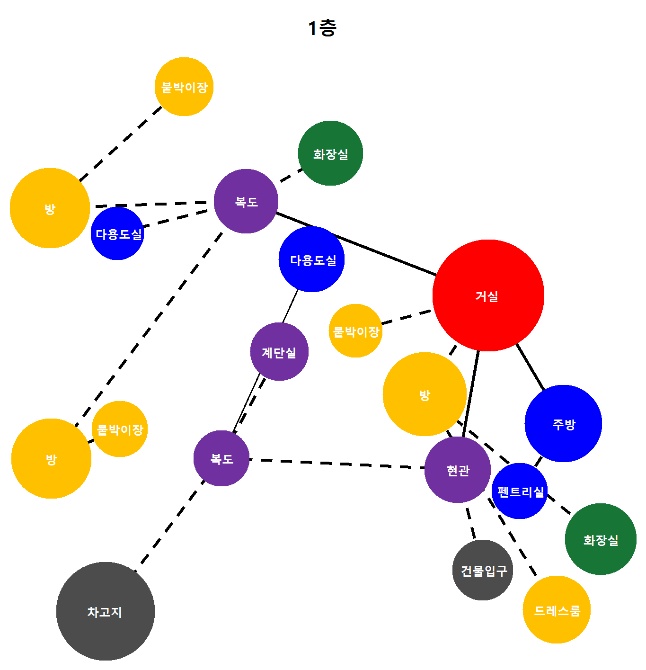 1층
붙박이장
화장실
방
복도
다용도실
다용도실
거실
붙박이장
계단실
방
주방
붙박이장
방
복도
현관
펜트리실
화장실
건물입구
차고지
드레스룸